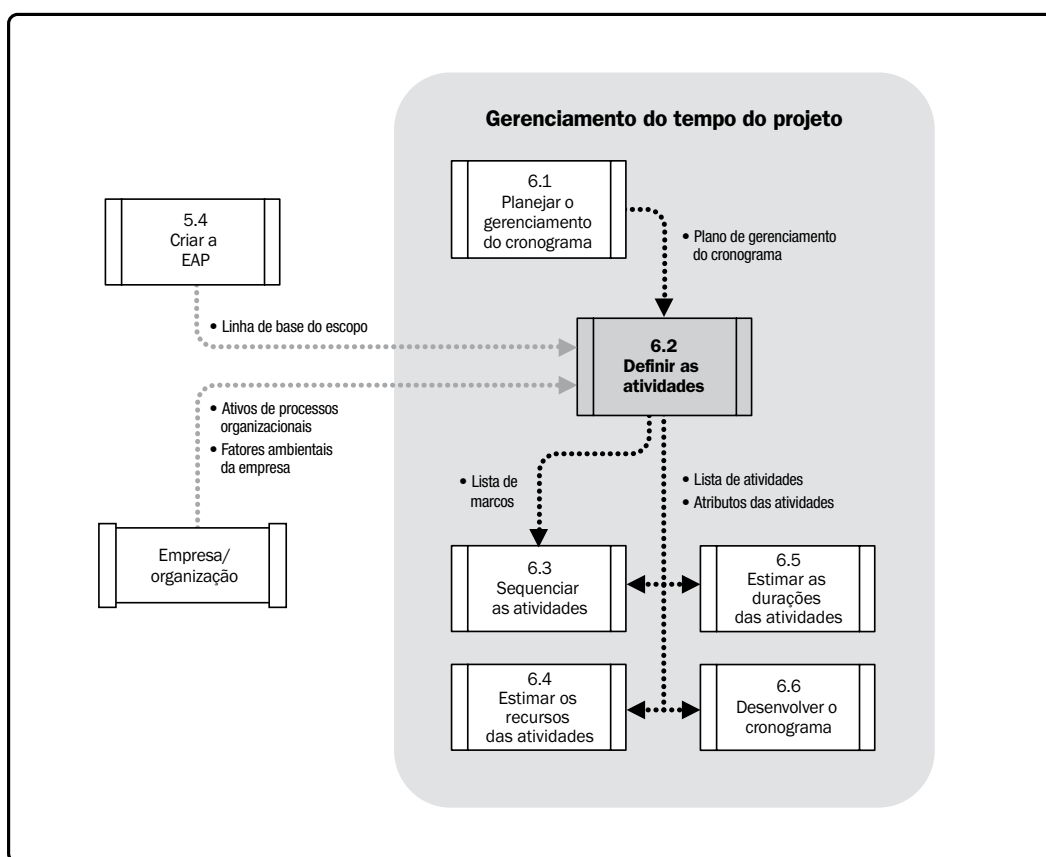 Gerenciamento do tempo do projeto
6.1
Planejar o
gerenciamento
do cronograma
• Plano de gerenciamento
do cronograma
5.4
Criar a
EAP
• Linha de base do escopo
6.2
Definir as
atividades
• Ativos de processos
organizacionais
• Fatores ambientais
da empresa
• Lista de
marcos
• Lista de atividades
• Atributos das atividades
Empresa/
organização
6.3
Sequenciar
as atividades
6.5
Estimar as
durações
das atividades
6.4
Estimar os
recursos
das atividades
6.6
Desenvolver o
cronograma